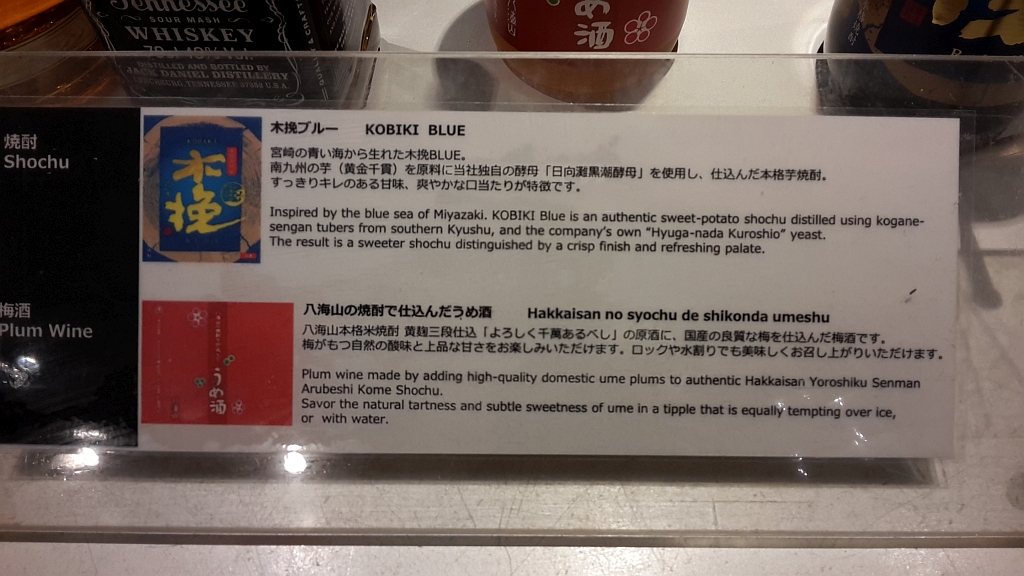 Tennessee
SOUR MASH
WHISKEY
DISTILLED AND BOTTLED BY
JACK DANIEL DISTILLERY
め酒
焼酎
Shochu
木挽
木挽ブルー KOBIKI BLUE
宮崎の青い海から生れた木挽BLUE。
南九州の芋（黄金千貫）を原料に当社独自の酵母「日向灘黒潮酵母」を使用し、仕込んだ本格芋焼酎。
すっきりキレのある甘味、爽やかな口当たりが特徴です。
Inspired by the blue sea of Miyazaki. KOBIKI Blue is an authentic sweet-potato shochu distilled using kogane-
sengan tubers from southern Kyushu, and the company's own "Hyuga-nada Kuroshio" yeast.
The result is a sweeter shochu distinguished by a crisp finish and refreshing palate.
梅酒
Plum Wine
うめ酒
八海山の焼酎で仕込んだうめ酒 Hakkaisan no syochu de shikonda umeshu
八海山本格米焼酎 黄麹三段仕込「よろしく千萬あるべし」の原酒に、国産の良質な梅を仕込んだ梅酒です。
梅がもつ自然の酸味と上品な甘さをお楽しみいただけます。ロックや水割りでも美味しくお召し上がりいただけます。
Plum wine made by adding high-quality domestic ume plums to authentic Hakkaisan Yoroshiku Senman
Arubeshi Kome Shochu.
Savor the natural tartness and subtle sweetness of ume in a tipple that is equally tempting over ice,
or with water.